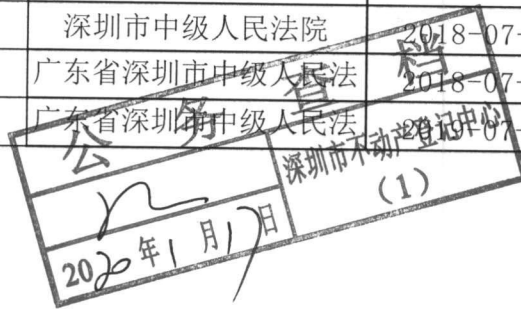 深圳市中级人民法院 2018-07-
广东省深圳市中级人民法 2018-07-
广东省深圳市中级人民法 2019-07-
公务查档
深圳市不动产登记中心
（1）
2020年1月17日